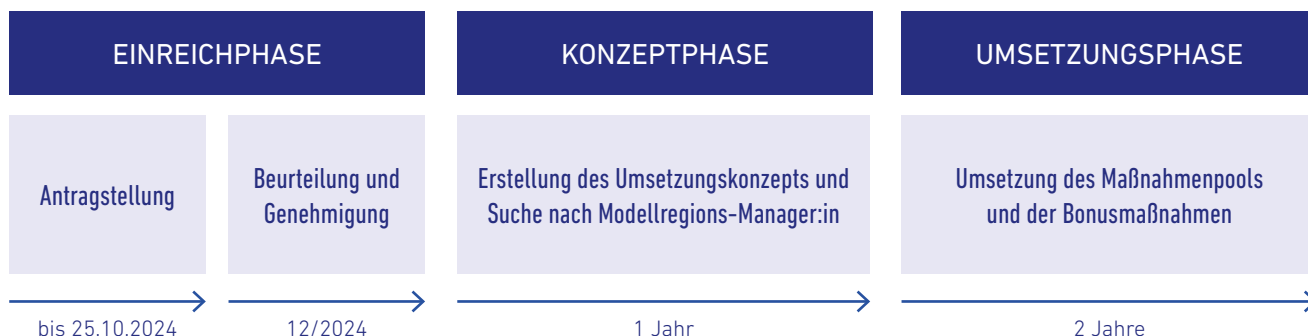 EINREICHPHASE
KONZEPTPHASE
UMSETZUNGSPHASE
Antragstellung
Beurteilung und
Genehmigung
Erstellung des Umsetzungskonzepts und
Suche nach Modellregions-Manager:in
Umsetzung des Maßnahmenpools
und der Bonusmaßnahmen
bis 25.10.2024
12/2024
1 Jahr
2 Jahre